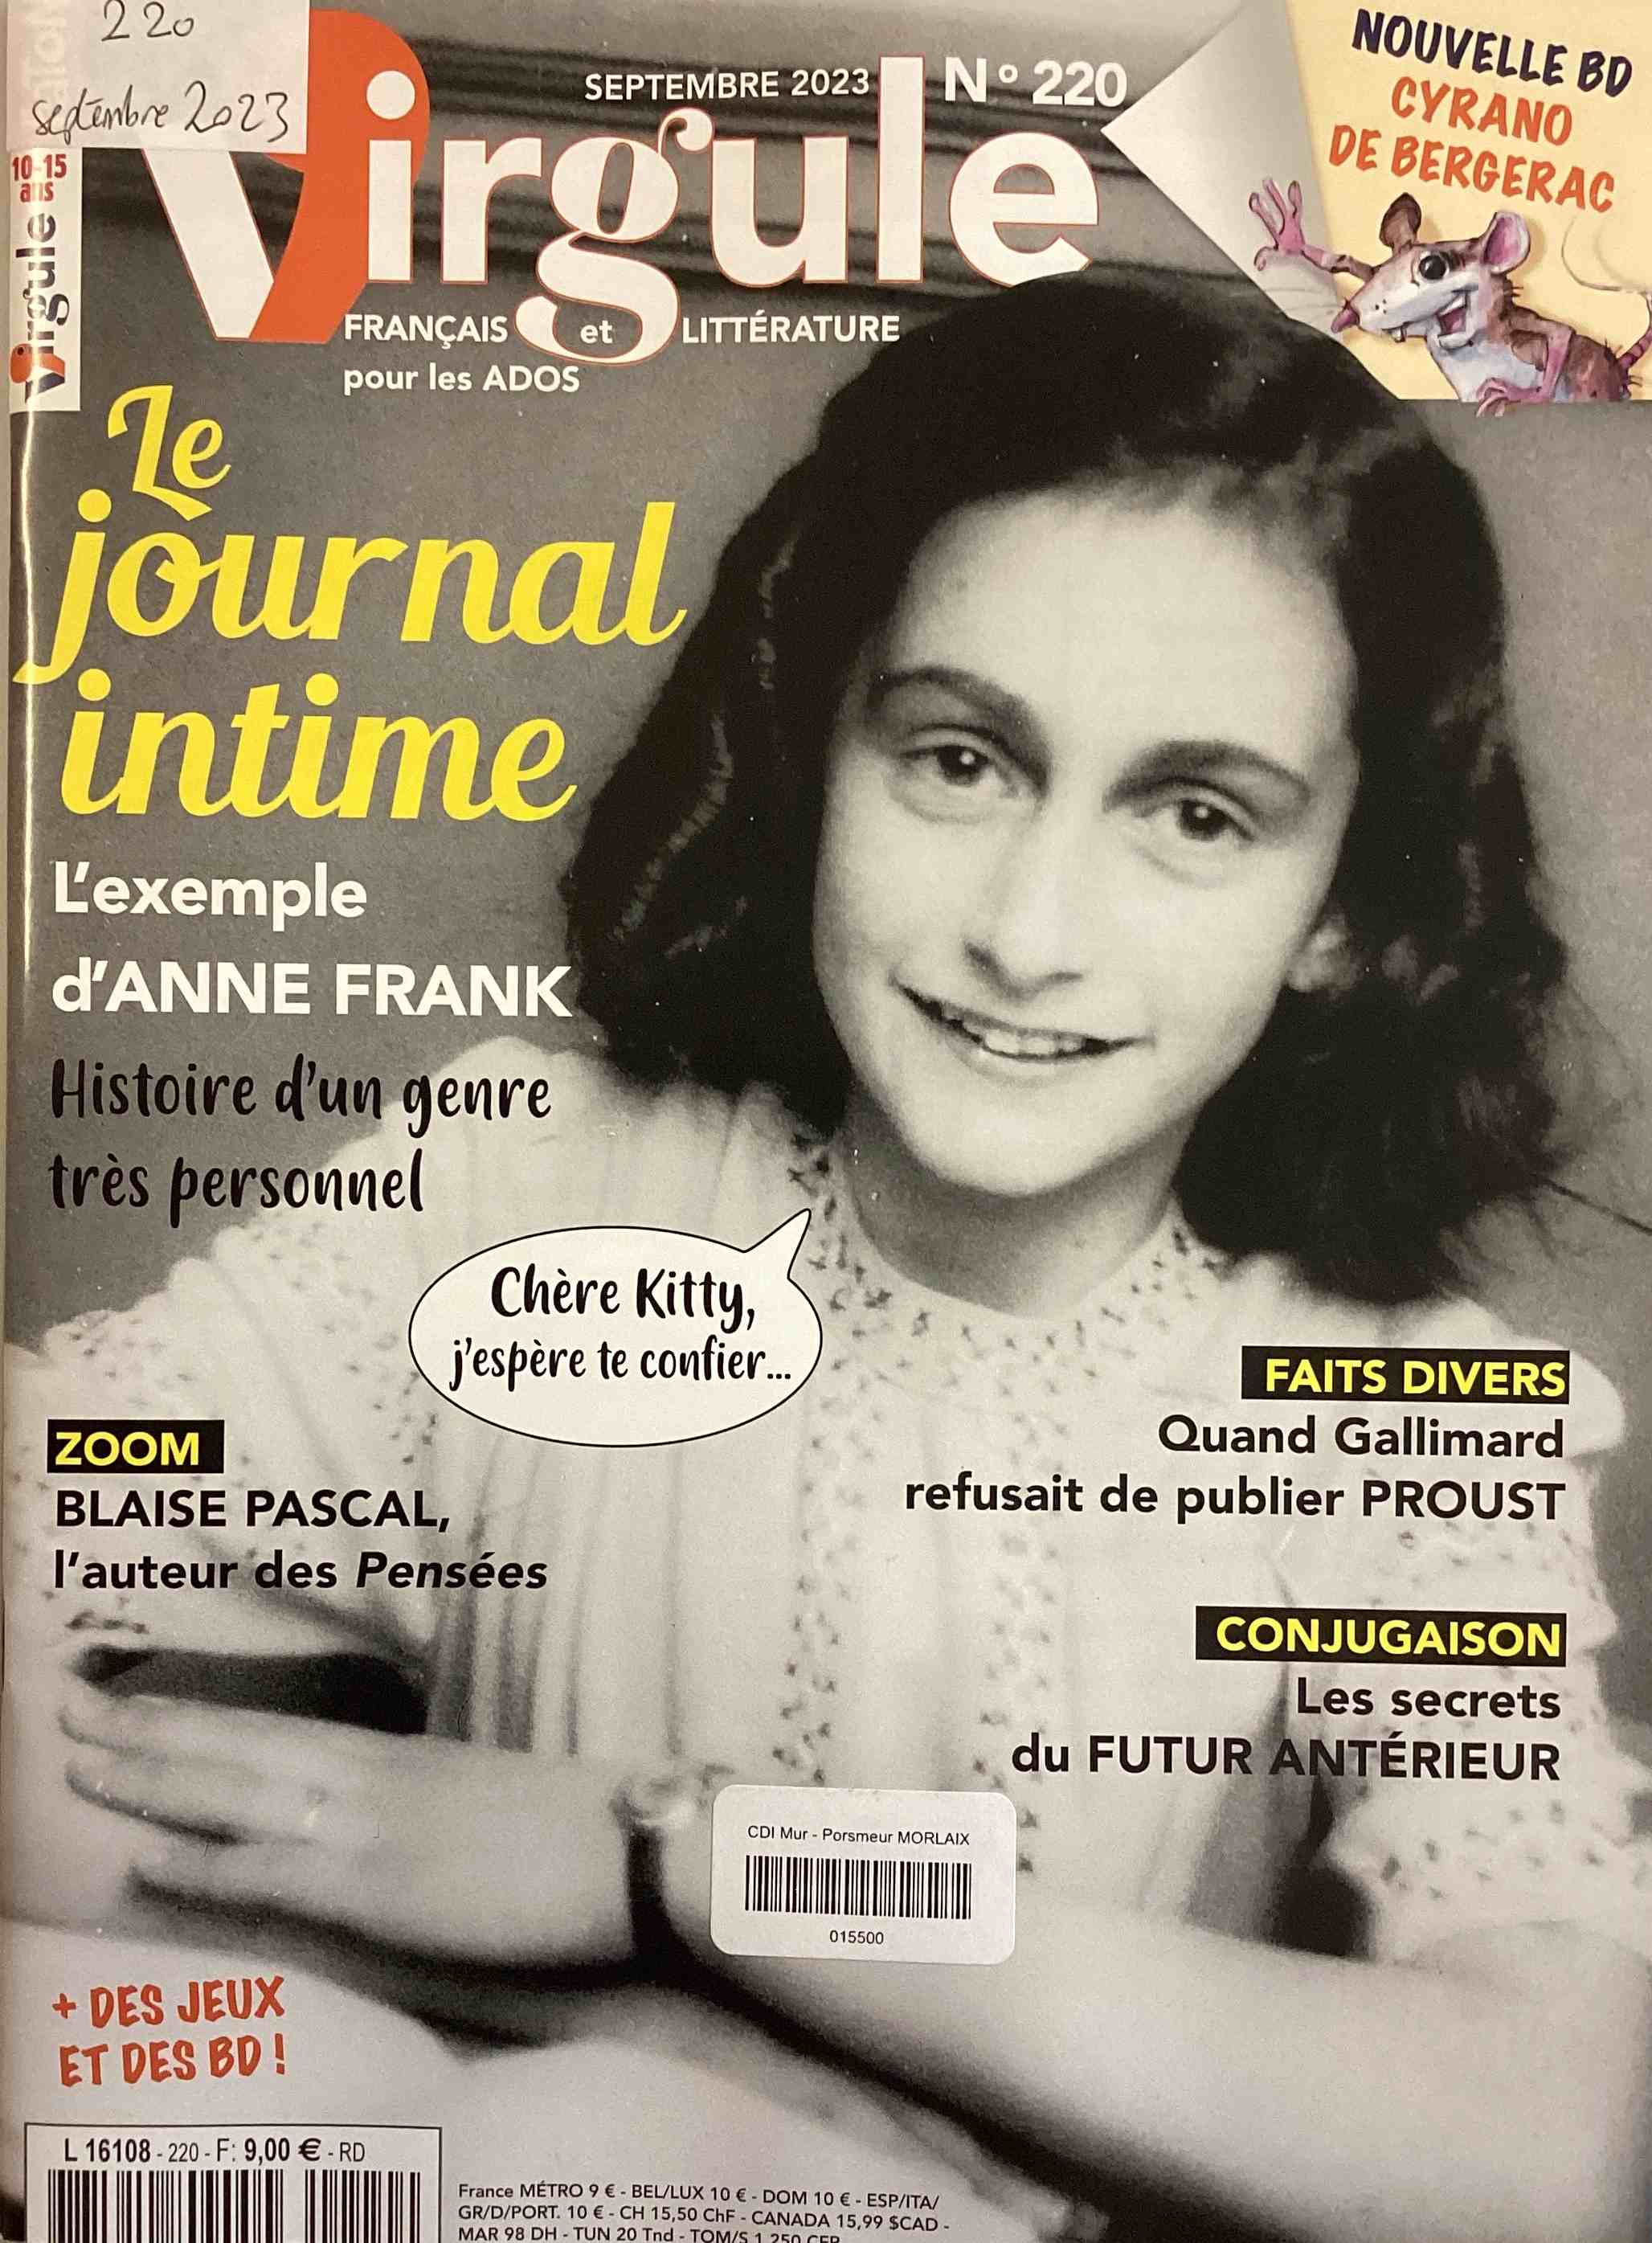 220
septembre 2023
10-15
ans
Virgule
SEPTEMBRE 2023
N° 220
Virgule
FRANÇAIS et LITTÉRATURE
pour les ADOS
NOUVELLE BD
CYRANO
DE BERGERAC
Le
journal
intime
L'exemple
d'ANNE FRANK
Histoire d'un genre
très personnel
Chère Kitty,
j'espère te confier...
FAITS DIVERS
Quand Gallimard
refusait de publier PROUST
ZOOM
BLAISE PASCAL,
l'auteur des Pensées
CONJUGAISON
Les secrets
du FUTUR ANTÉRIEUR
CDI Mur - Porsmeur MORLAIX
015500
+ DES JEUX
ET DES BD !
L 16108 - 220 - F: 9,00 € - RD
France MÉTRO 9 € - BEL/LUX 10 € - DOM 10 € - ESP/ITA/
GR/D/PORT. 10 € - CH 15,50 ChF - CANADA 15,99 $CAD -
MAR 98 DH - TUN 20 Tnd - TOM/S 1 250 CFP